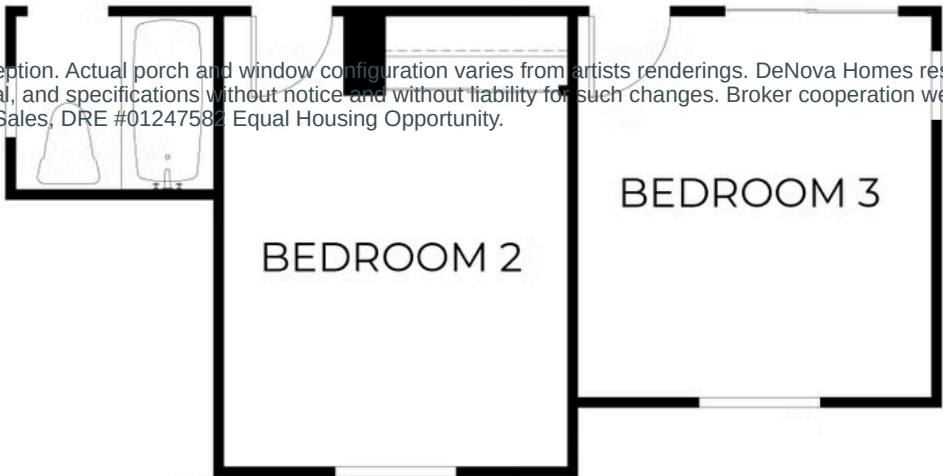 eption. Actual porch and window configuration varies from artists renderings. DeNova Homes res
al, and specifications without notice and without liability for such changes. Broker cooperation we
Sales, DRE #01247582 Equal Housing Opportunity.
BEDROOM 3
BEDROOM 2